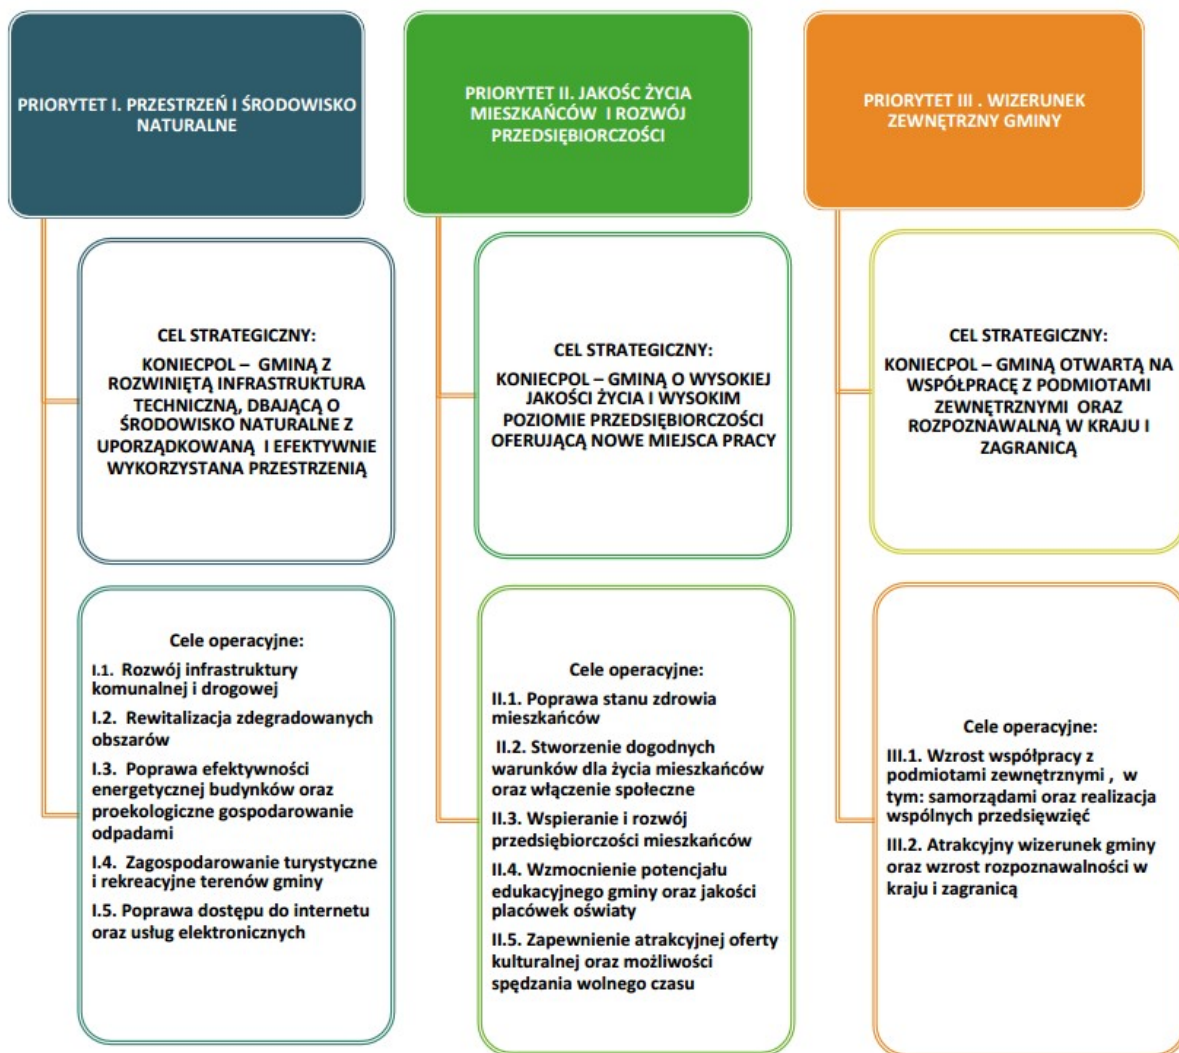 PRIORYTET I. PRZESTRZEŃ I ŚRODOWISKO
NATURALNE
CEL STRATEGICZNY:
KONIECPOL – GMINĄ Z
ROZWINIĘTĄ INFRASTRUKTURA
TECHNICZNĄ, DBAJĄCĄ O
ŚRODOWISKO NATURALNE Z
UPORZĄDKOWANĄ I EFEKTYWNIE
WYKORZYSTANA PRZESTRZENIĄ
Cele operacyjne:
I.1. Rozwój infrastruktury
komunalnej i drogowej
I.2. Rewitalizacja zdegradowanych
obszarów
I.3. Poprawa efektywności
energetycznej budynków oraz
proekologiczne gospodarowanie
odpadami
I.4. Zagospodarowanie turystyczne
i rekreacyjne terenów gminy
I.5. Poprawa dostępu do internetu
oraz usług elektronicznych
PRIORYTET II. JAKOŚC ŻYCIA
MIESZKAŃCÓW I ROZWÓJ
PRZEDSIĘBIORCZOŚCI
CEL STRATEGICZNY:
KONIECPOL – GMINĄ O WYSOKIEJ
JAKOŚCI ŻYCIA I WYSOKIM
POZIOMIE PRZEDSIĘBIORCZOŚCI
OFERUJĄCĄ NOWE MIEJSCA PRACY
Cele operacyjne:
II.1. Poprawa stanu zdrowia
mieszkańców
II.2. Stworzenie dogodnych
warunków dla życia mieszkańców
oraz włączenie społeczne
II.3. Wspieranie i rozwój
przedsiębiorczości mieszkańców
II.4. Wzmocnienie potencjału
edukacyjnego gminy oraz jakości
placówek oświaty
II.5. Zapewnienie atrakcyjnej oferty
kulturalnej oraz możliwości
spędzania wolnego czasu
PRIORYTET III . WIZERUNEK
ZEWNĘTRZNY GMINY
CEL STRATEGICZNY:
KONIECPOL – GMINĄ OTWARTĄ NA
WSPÓŁPRACĘ Z PODMIOTAMI
ZEWNĘTRZNYMI ORAZ
ROZPOZNAWALNĄ W KRAJU I
ZAGRANICĄ
Cele operacyjne:
III.1. Wzrost współpracy z
podmiotami zewnętrznymi , w
tym: samorządami oraz realizacja
wspólnych przedsięwzięć
III.2. Atrakcyjny wizerunek gminy
oraz wzrost rozpoznawalności w
kraju i zagranicą